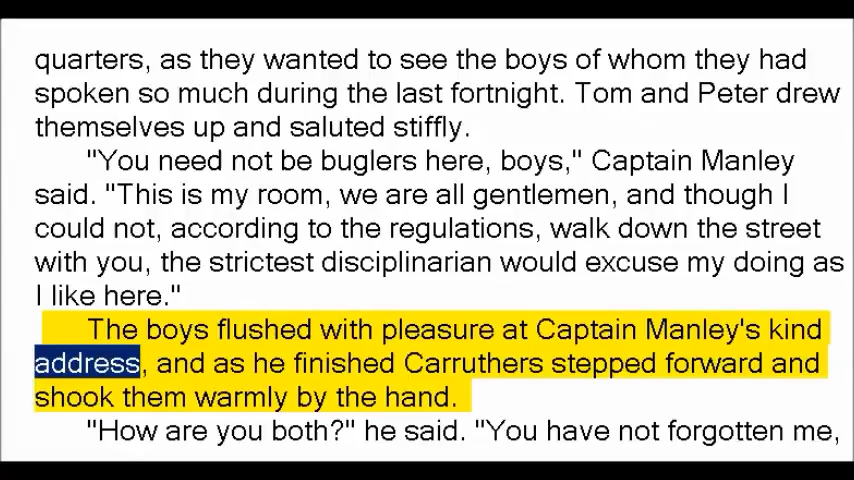 quarters, as they wanted to see the boys of whom they had
spoken so much during the last fortnight. Tom and Peter drew
themselves up and saluted stiffly.
"You need not be buglers here, boys," Captain Manley
said. "This is my room, we are all gentlemen, and though I
could not, according to the regulations, walk down the street
with you, the strictest disciplinarian would excuse my doing as
I like here."
The boys flushed with pleasure at Captain Manley's kind
address, and as he finished Carruthers stepped forward and
shook them warmly by the hand.
"How are you both?" he said. "You have not forgotten me,